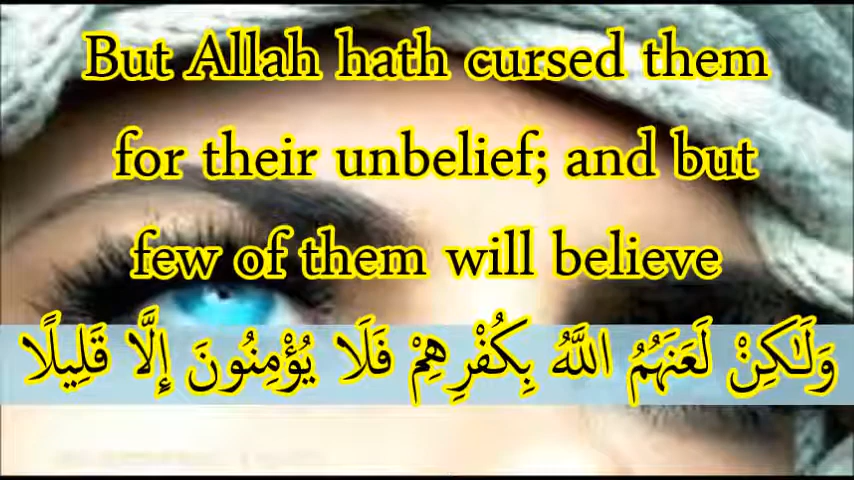 But Allah hath cursed them
for their unbelief; and but
few of them will believe
وَلَٰكِنْ لَعَنَهُمُ اللَّهُ بِكُفْرِهِمْ فَلَا يُؤْمِنُونَ إِلَّا قَلِيلًا